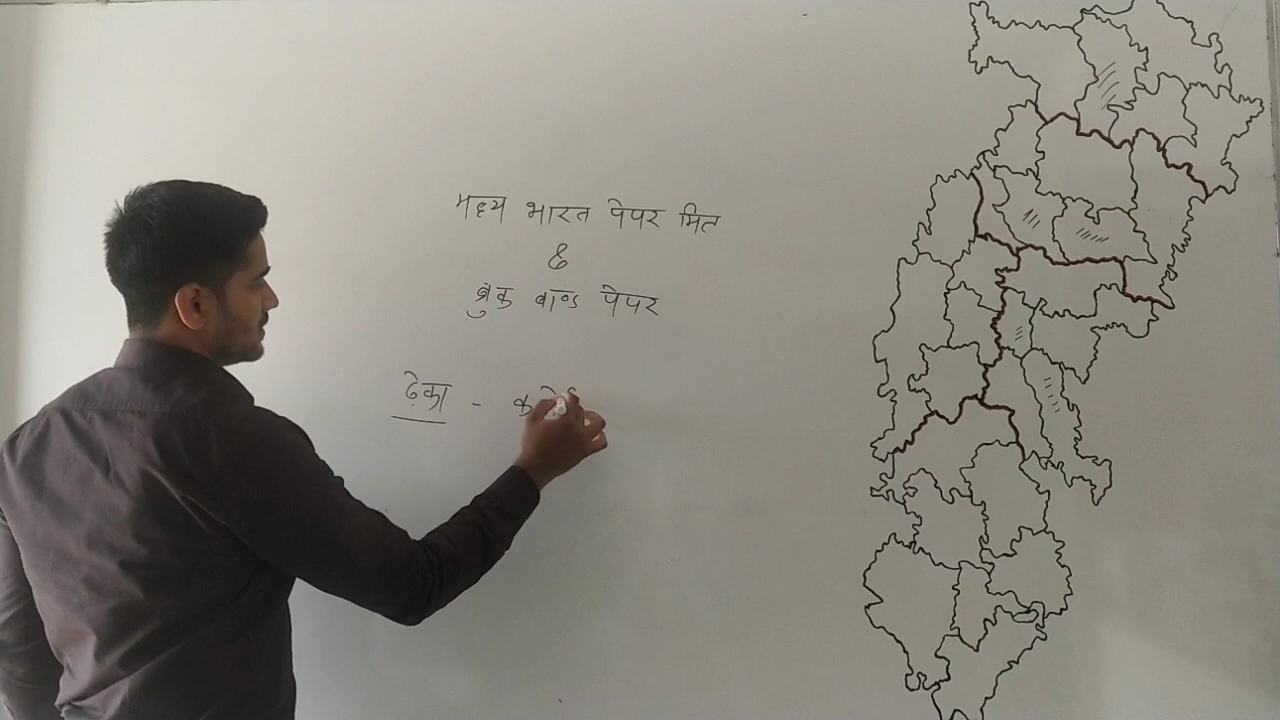 मध्य भारत पेपर मिल
&
ब्रुक बाण्ड पेपर
ढ़ेका -